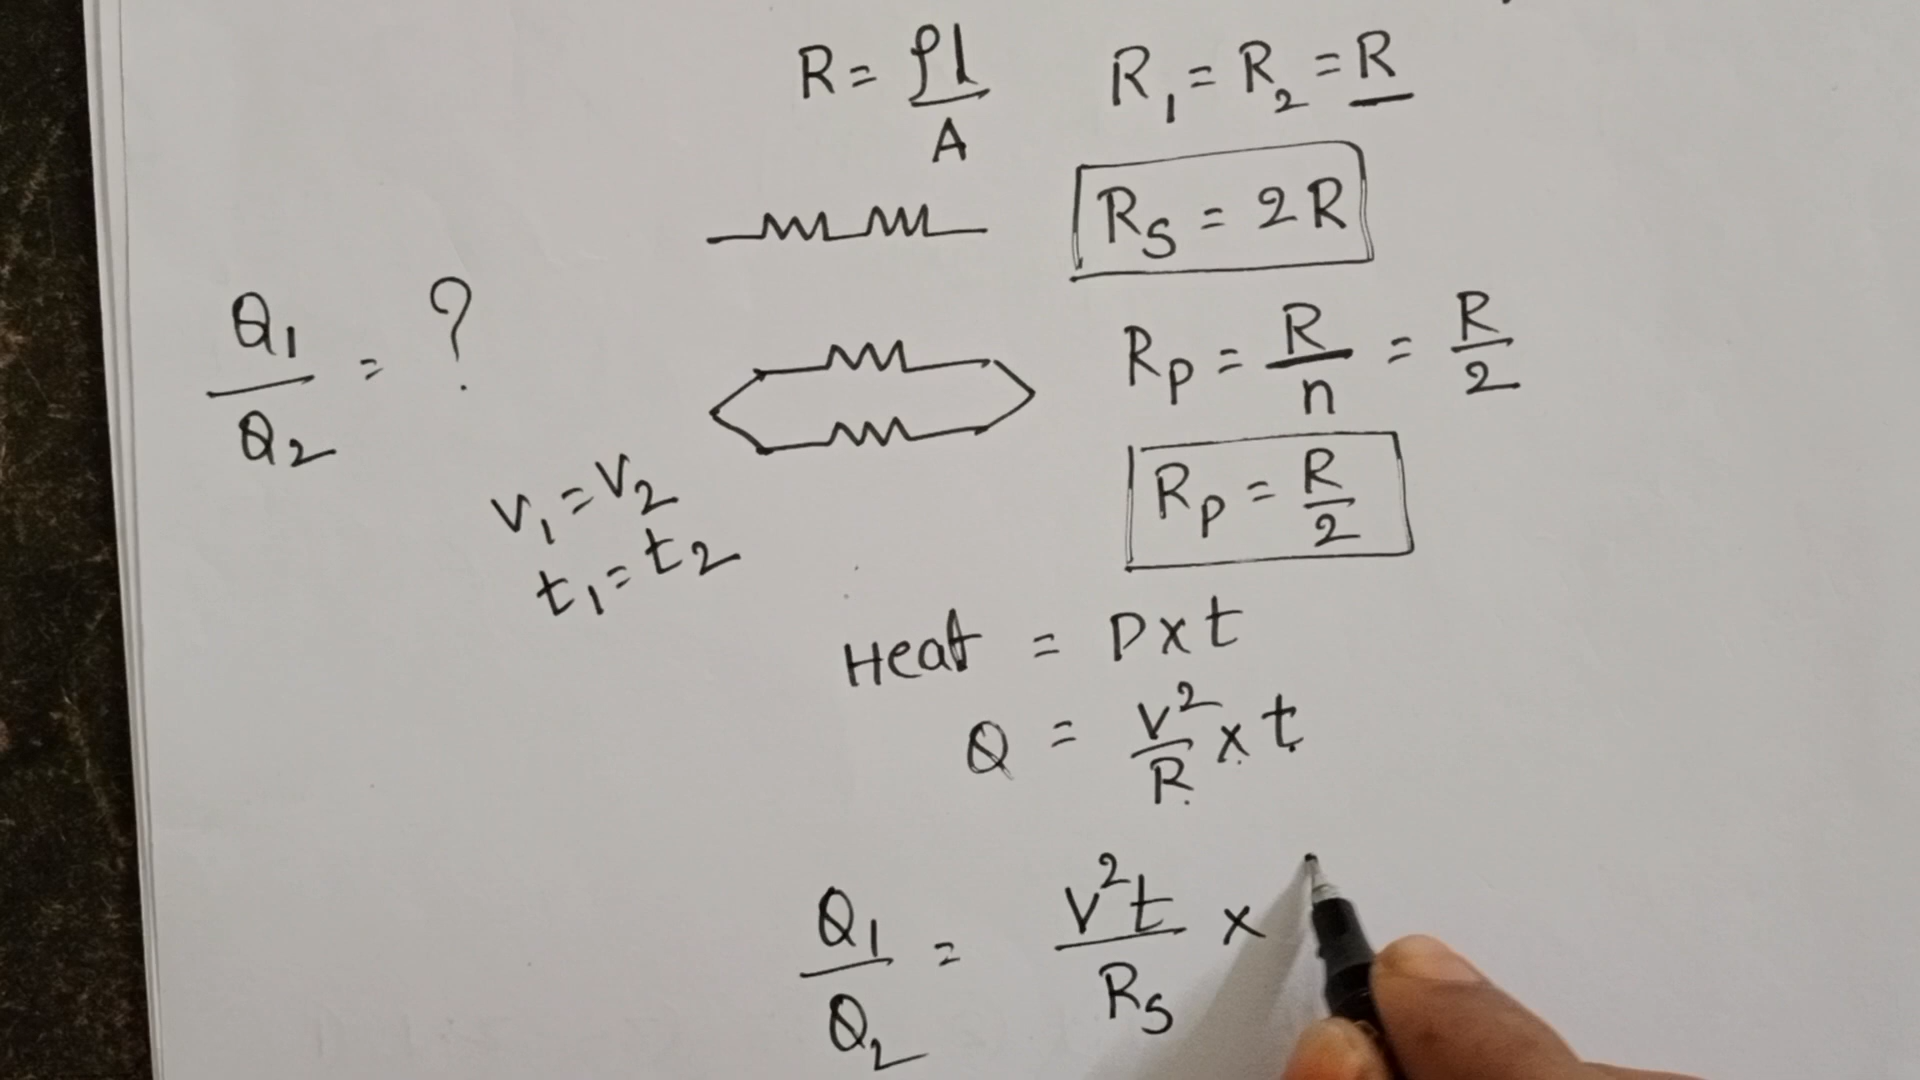 R = ρl/A
R₁ = R₂ = R
Rs = 2R
Q₁/Q₂ = ?
Rp = R/n = R/2
V₁ = V₂
t₁ = t₂
Rp = R/2
Heat = P x t
Q = V²/R x t
Q₁/Q₂ = V²t/Rs x